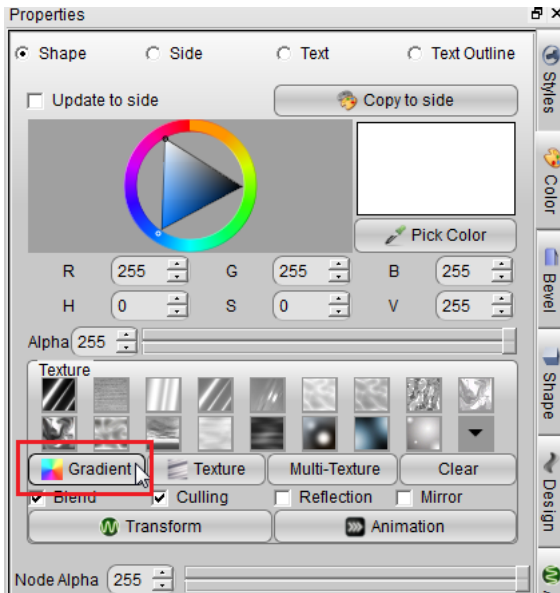 Properties
Shape Side Text Text Outline
Update to side Copy to side
Pick Color
R 255 G 255 B 255
H 0 S 0 V 255
Alpha 255
Texture
Gradient Texture Multi-Texture Clear
Blend Culling Reflection Mirror
Transform Animation
Node Alpha 255
Styles
Color
Bevel
Shape
Design